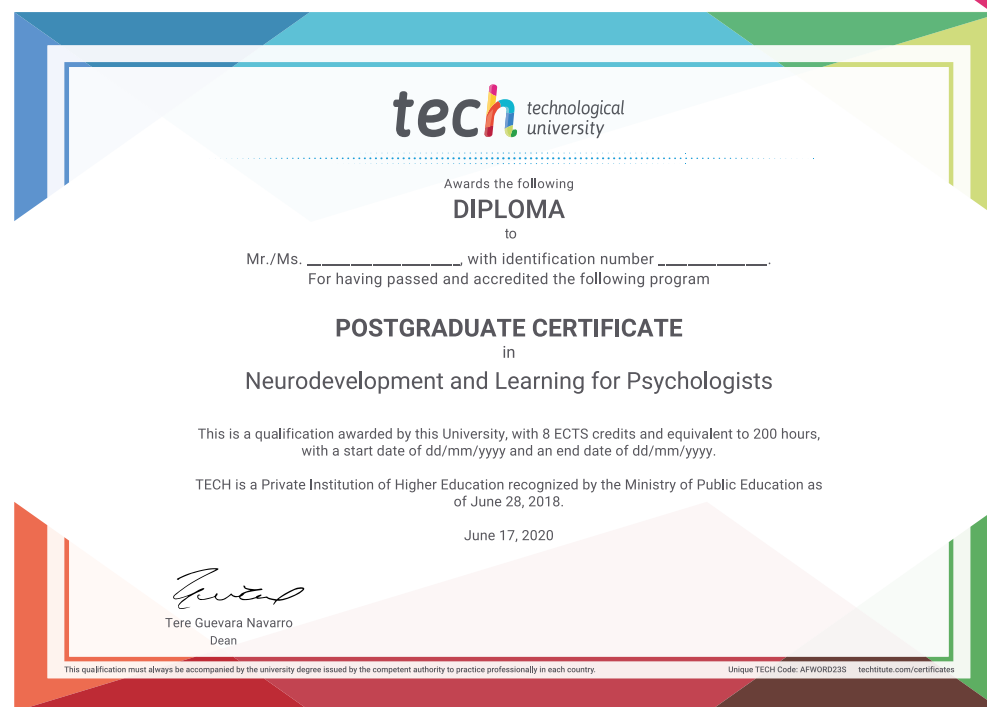 tech technological
university
Awards the following
DIPLOMA
to
Mr./Ms. ____________________, with identification number ______________.
For having passed and accredited the following program
POSTGRADUATE CERTIFICATE
in
Neurodevelopment and Learning for Psychologists
This is a qualification awarded by this University, with 8 ECTS credits and equivalent to 200 hours,
with a start date of dd/mm/yyyy and an end date of dd/mm/yyyy.
TECH is a Private Institution of Higher Education recognized by the Ministry of Public Education as
of June 28, 2018.
June 17, 2020
Tere Guevara Navarro
Dean
This qualification must always be accompanied by the university degree issued by the competent authority to practice professionally in each country.
Unique TECH Code: AFWORD23S techtitute.com/certificates